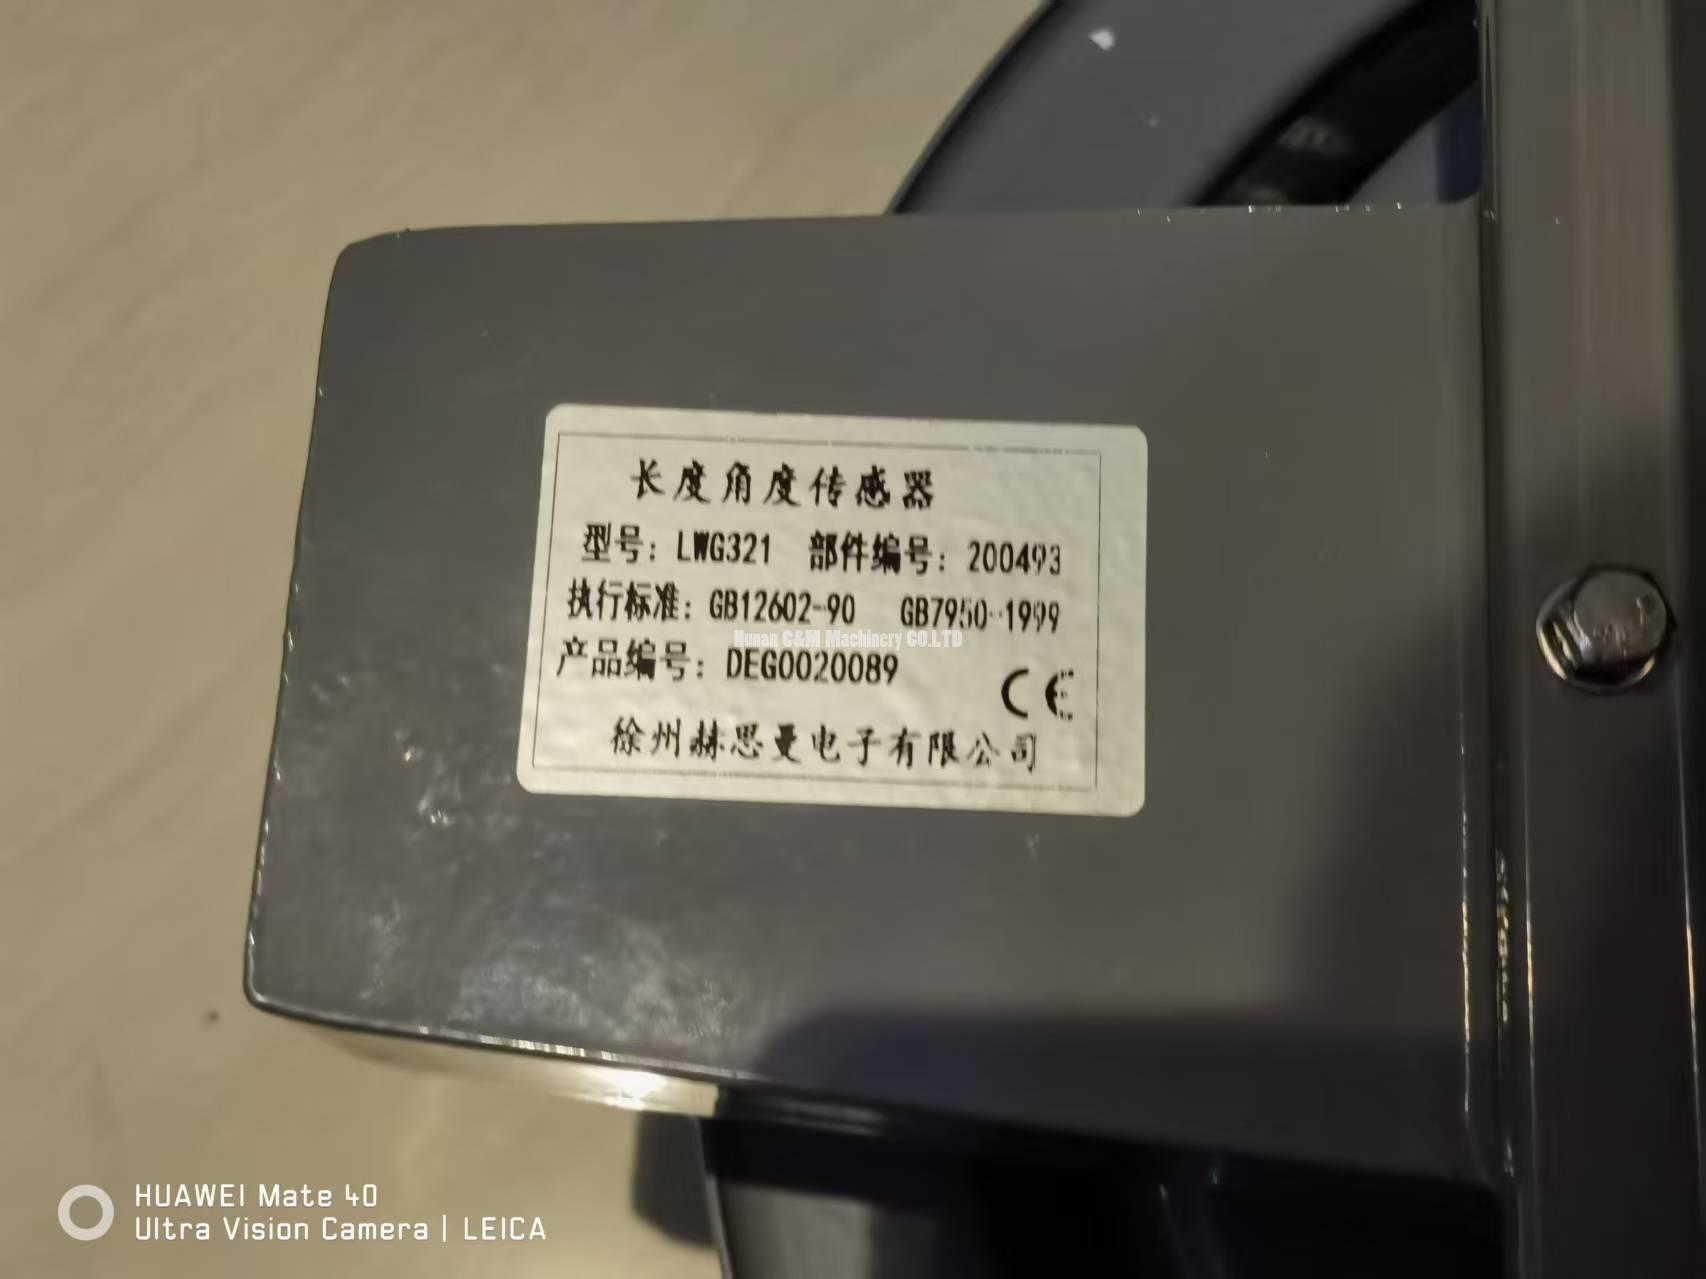 长度角度传感器
型号：LWG321 部件编号：200493
执行标准：GB12602-90 GB7950-1999
Hunan C&M Machinery CO.LTD
产品编号：DEG0020089
CE
徐州赫思曼电子有限公司
HUAWEI Mate 40
Ultra Vision Camera | LEICA